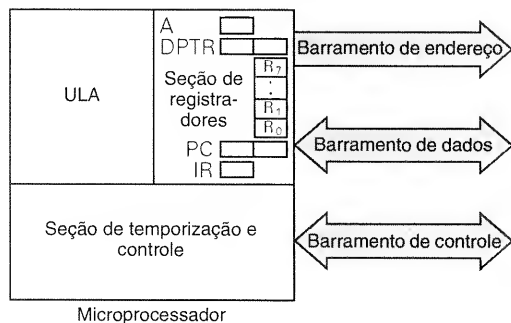 A
DPTR
Barramento de endereço
ULA
Seção de
registra-
dores
R7
:
R1
R0
PC
IR
Barramento de dados
Seção de temporização e
controle
Barramento de controle
Microprocessador